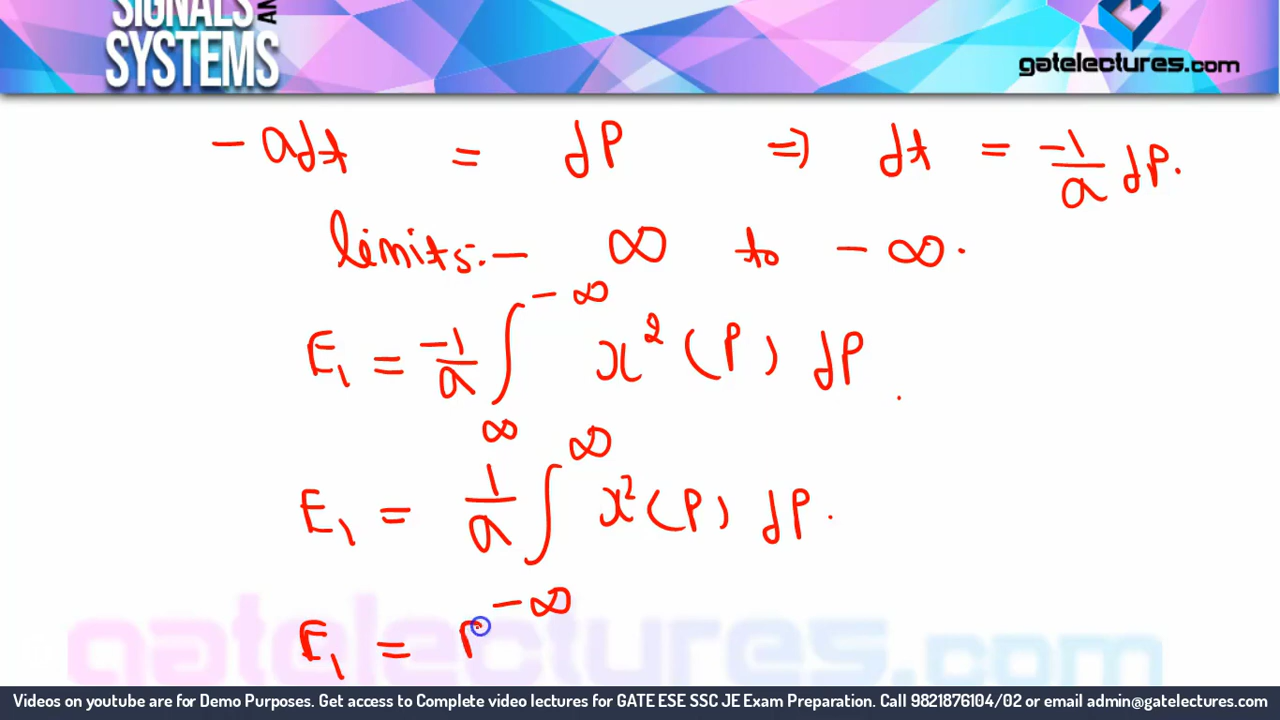 SIGNALS AND
SYSTEMS
gatelectures.com
- adt = dP ⇒ dt = -1/a dP.
limits:- ∞ to - ∞.
E₁ = -1/a ∫_{∞}^{-∞} x²(P) dP.
E₁ = 1/a ∫_{-∞}^{∞} x²(P) dP.
E₁ =
gatelectures.com
Videos on youtube are for Demo Purposes. Get access to Complete video lectures for GATE ESE SSC JE Exam Preparation. Call 9821876104/02 or email admin@gatelectures.com